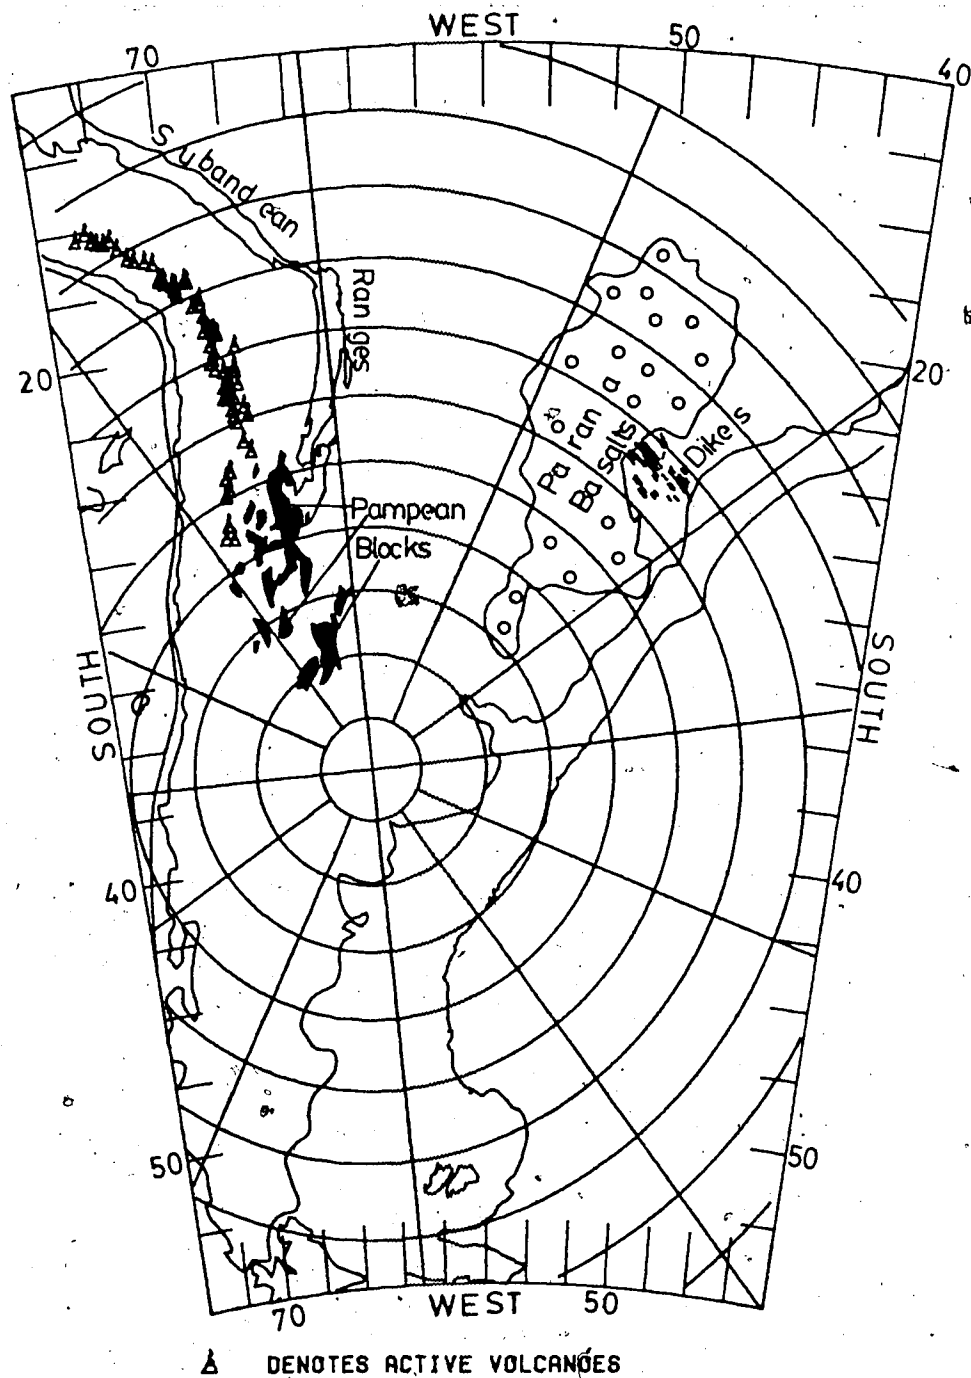 WEST
70
50
40
Subandean
Ranges
20
20
Parana
Basalts
Dikes
Pampean
Blocks
SOUTH
SOUTH
40
40
50
50
WEST
70
50
DENOTES ACTIVE VOLCANOES